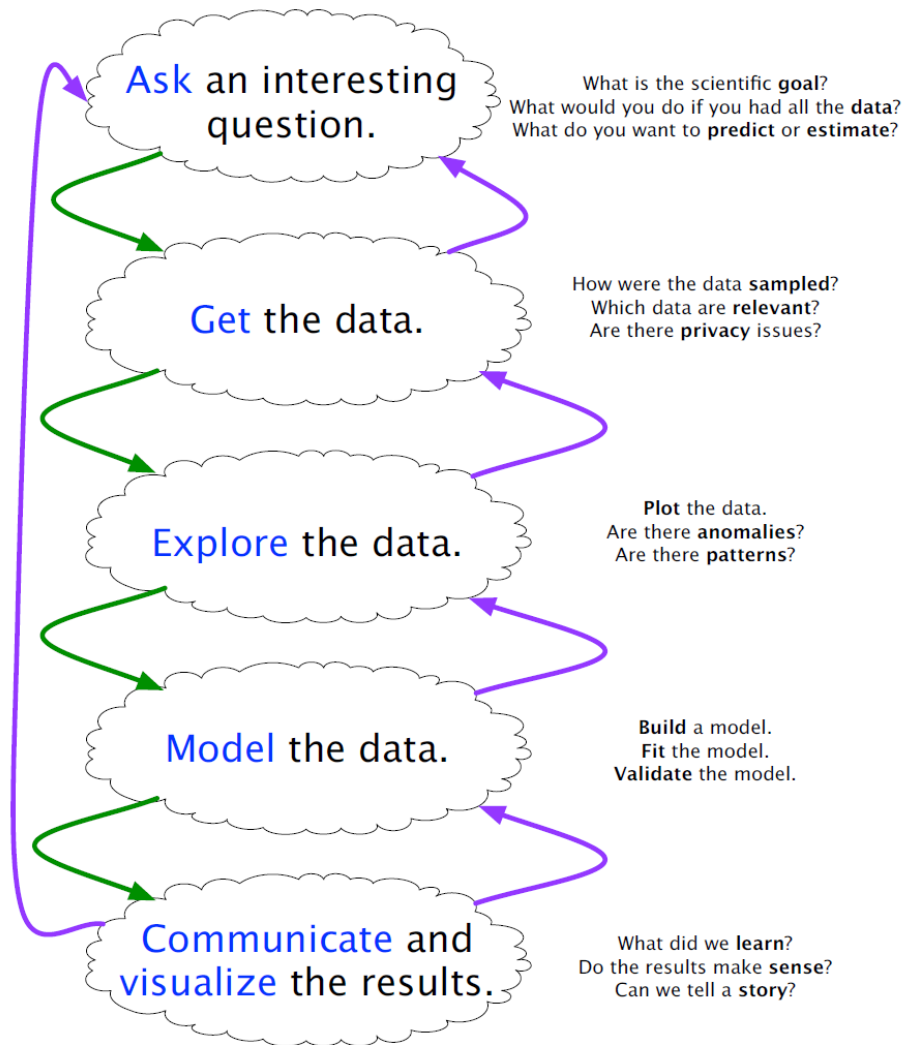 Ask an interesting
question.
What is the scientific goal?
What would you do if you had all the data?
What do you want to predict or estimate?
Get the data.
How were the data sampled?
Which data are relevant?
Are there privacy issues?
Explore the data.
Plot the data.
Are there anomalies?
Are there patterns?
Model the data.
Build a model.
Fit the model.
Validate the model.
Communicate and
visualize the results.
What did we learn?
Do the results make sense?
Can we tell a story?